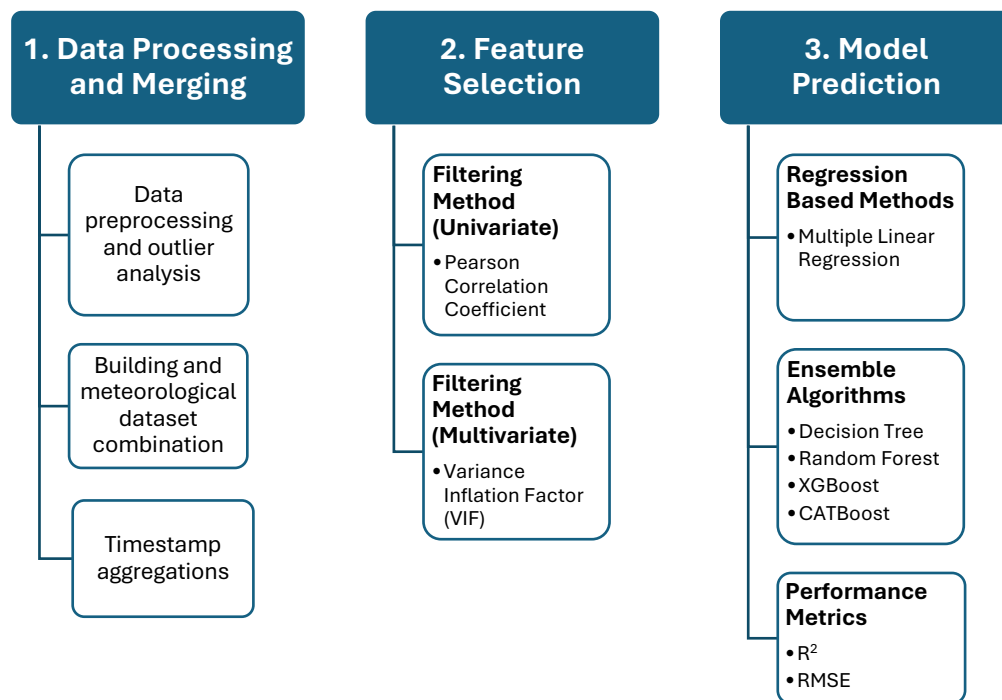 1. Data Processing
and Merging
Data
preprocessing
and outlier
analysis
Building and
meteorological
dataset
combination
Timestamp
aggregations
2. Feature
Selection
Filtering
Method
(Univariate)
• Pearson
Correlation
Coefficient
Filtering
Method
(Multivariate)
• Variance
Inflation Factor
(VIF)
3. Model
Prediction
Regression
Based Methods
• Multiple Linear
Regression
Ensemble
Algorithms
• Decision Tree
• Random Forest
• XGBoost
• CATBoost
Performance
Metrics
• R²
• RMSE